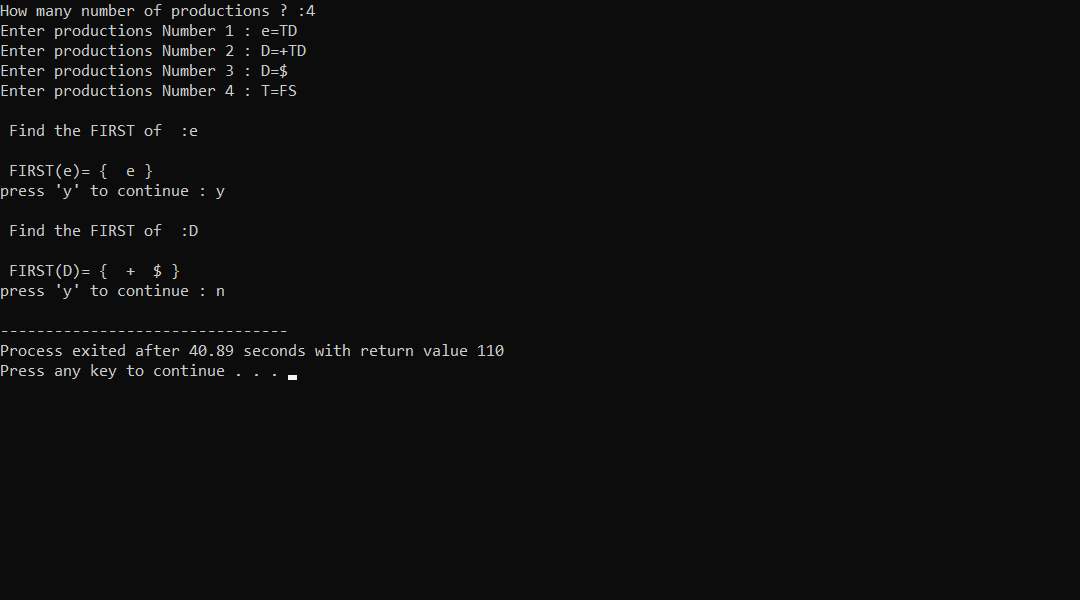 How many number of productions ? :4
Enter productions Number 1 : e=TD
Enter productions Number 2 : D=+TD
Enter productions Number 3 : D=$
Enter productions Number 4 : T=FS
Find the FIRST of  :e
FIRST(e)= {  e }
press 'y' to continue : y
Find the FIRST of  :D
FIRST(D)= {  +  $ }
press 'y' to continue : n
--------------------------------
Process exited after 40.89 seconds with return value 110
Press any key to continue . . .